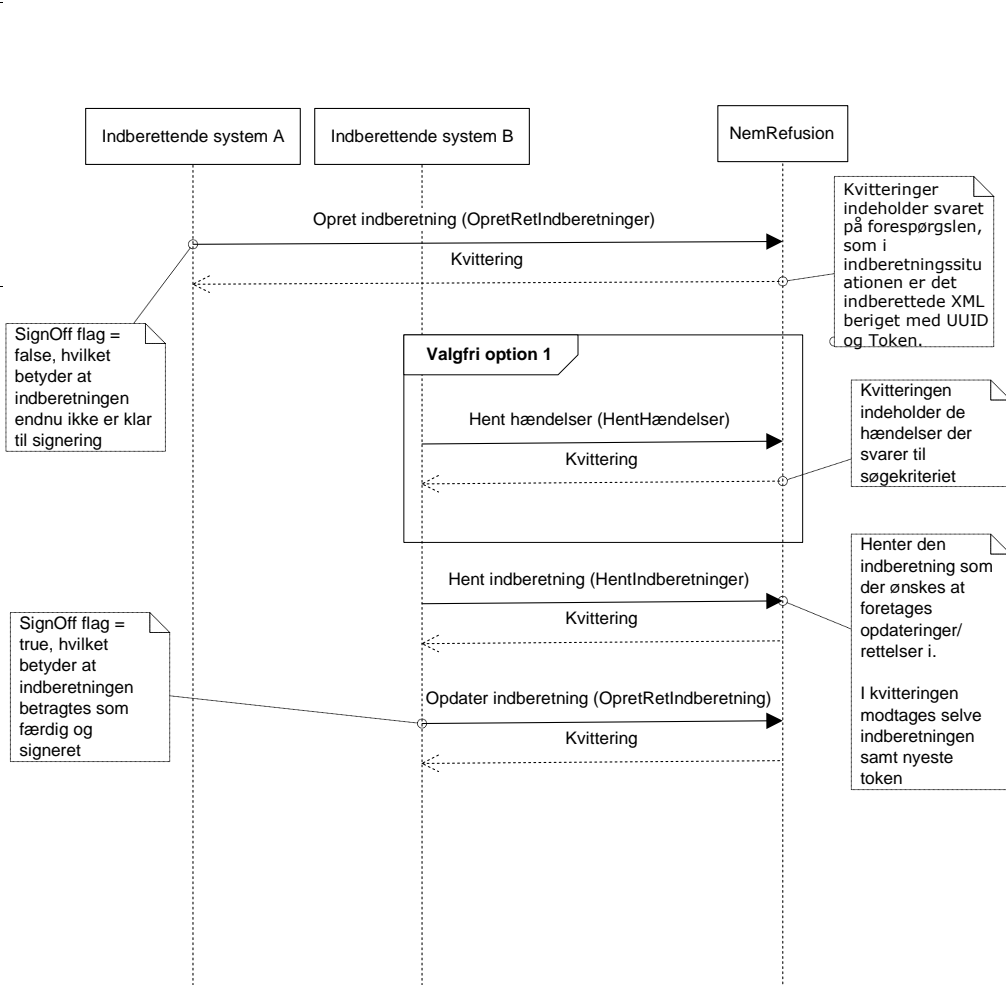 Indberettende system A
Indberettende system B
NemRefusion
Opret indberetning (OpretRetIndberetninger)
Kvittering
Kvitteringer
indeholder svaret
på forespørgslen,
som i
indberetningssitu
ationen er det
indberettede XML
beriget med UUID
og Token.
SignOff flag =
false, hvilket
betyder at
indberetningen
endnu ikke er klar
til signering
Valgfri option 1
Hent hændelser (HentHændelser)
Kvittering
Kvitteringen
indeholder de
hændelser der
svarer til
søgekriteriet
Hent indberetning (HentIndberetninger)
Kvittering
Henter den
indberetning som
der ønskes at
foretages
opdateringer/
rettelser i.
I kvitteringen
modtages selve
indberetningen
samt nyeste
token
SignOff flag =
true, hvilket
betyder at
indberetningen
betragtes som
færdig og
signeret
Opdater indberetning (OpretRetIndberetning)
Kvittering